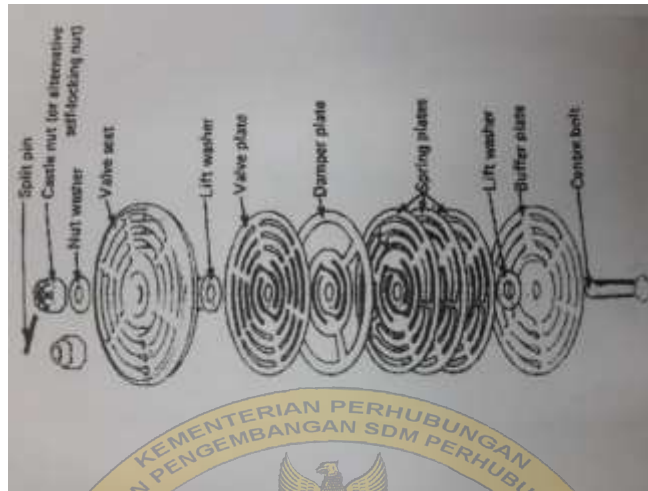 Split pin
Castle nut (or alternative
self-locking nut)
Nut washer
Valve seat
Lift washer
Valve plate
Damper plate
Spring plates
Lift washer
Buffer plate
Centre bolt
KEMENTERIAN PERHUBUNGAN
PENGEMBANGAN SDM PERHUBU